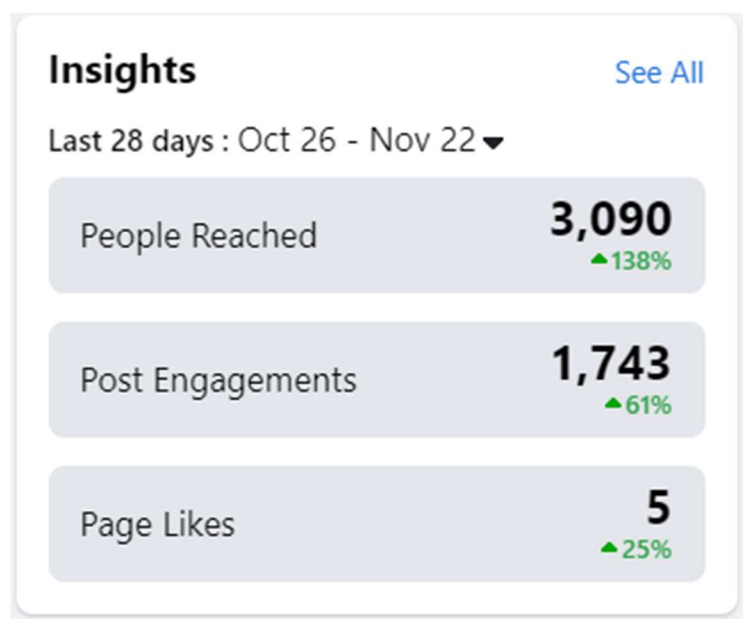 Insights
See All
Last 28 days : Oct 26 - Nov 22
People Reached
3,090
138%
Post Engagements
1,743
61%
Page Likes
5
25%